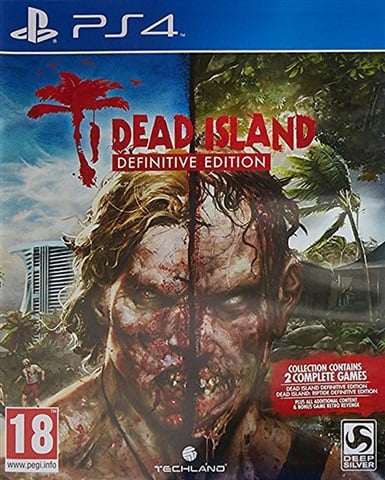 PS4
DEAD ISLAND
DEFINITIVE EDITION
COLLECTION CONTAINS
2 COMPLETE GAMES
DEAD ISLAND DEFINITIVE EDITION
DEAD ISLAND: RIPTIDE DEFINITIVE EDITION
PLUS ALL ADDITIONAL CONTENT
& BONUS GAME RETRO REVENGE
18
www.pegi.info
TECHLAND
DEEP
SILVER